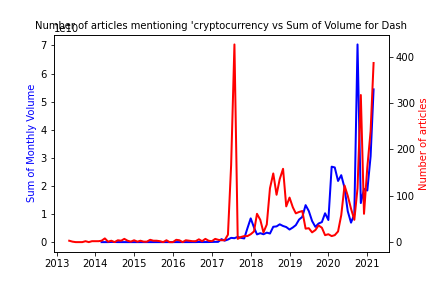 Number of articles mentioning 'cryptocurrency vs Sum of Volume for Dash
1e10
7
6
5
4
3
2
1
0
400
300
200
100
0
Sum of Monthly Volume
Number of articles
2013 2014 2015 2016 2017 2018 2019 2020 2021